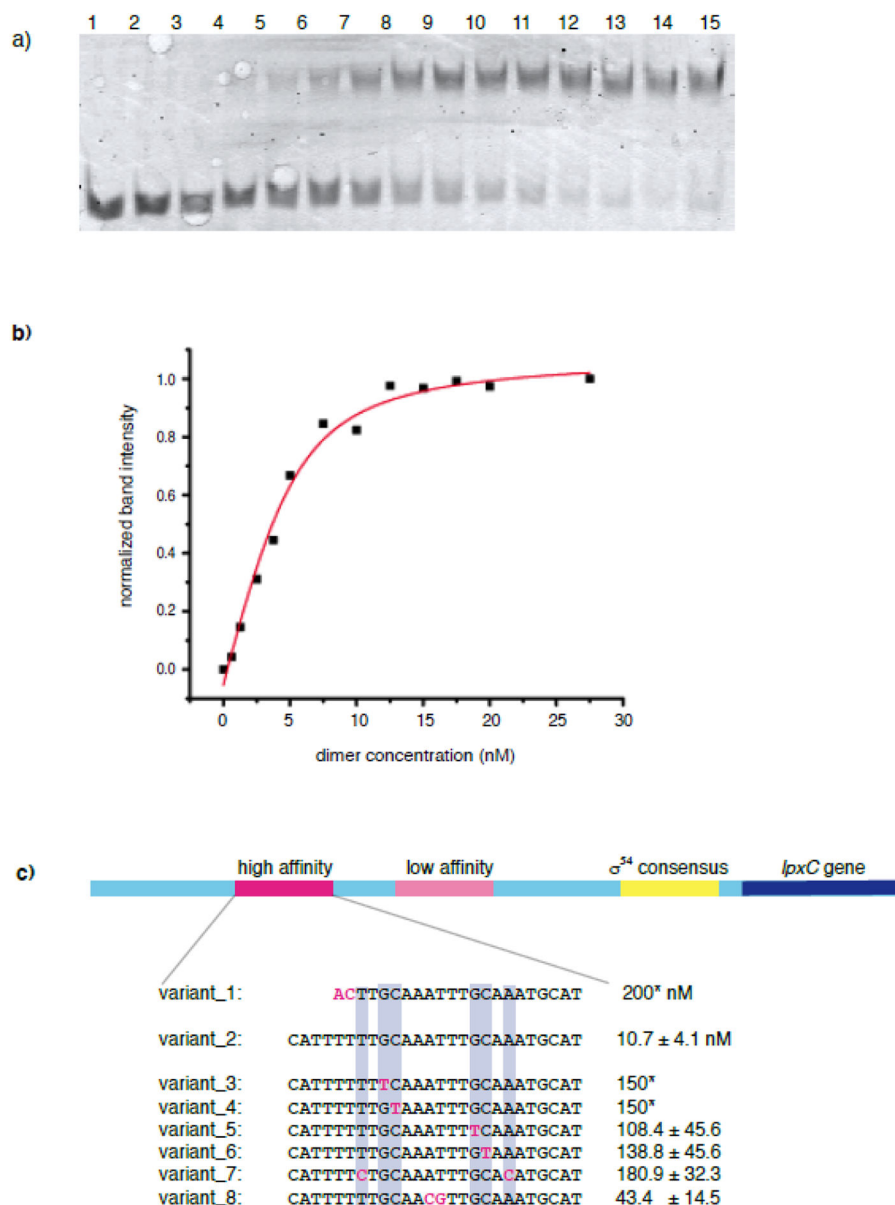 a)
1 2 3 4 5 6 7 8 9 10 11 12 13 14 15
b)
normalized band intensity
1.0
0.8
0.6
0.4
0.2
0.0
0 5 10 15 20 25 30
dimer concentration (nM)
c)
high affinity low affinity σ⁵⁴ consensus lpxC gene
variant_1: ACTTGCAAATTTGCAAATGCAT 200* nM
variant_2: CATTTTTTGCAAATTTGCAAATGCAT 10.7 ± 4.1 nM
variant_3: CATTTTTTTCAAATTTGCAAATGCAT 150*
variant_4: CATTTTTTGTAAATTTGCAAATGCAT 150*
variant_5: CATTTTTTGCAAATTTTCAAATGCAT 108.4 ± 45.6
variant_6: CATTTTTTGCAAATTTGTAAATGCAT 138.8 ± 45.6
variant_7: CATTTTCTGCAAATTTGCACATGCAT 180.9 ± 32.3
variant_8: CATTTTTTGCAACGTTGCAAATGCAT 43.4 ± 14.5